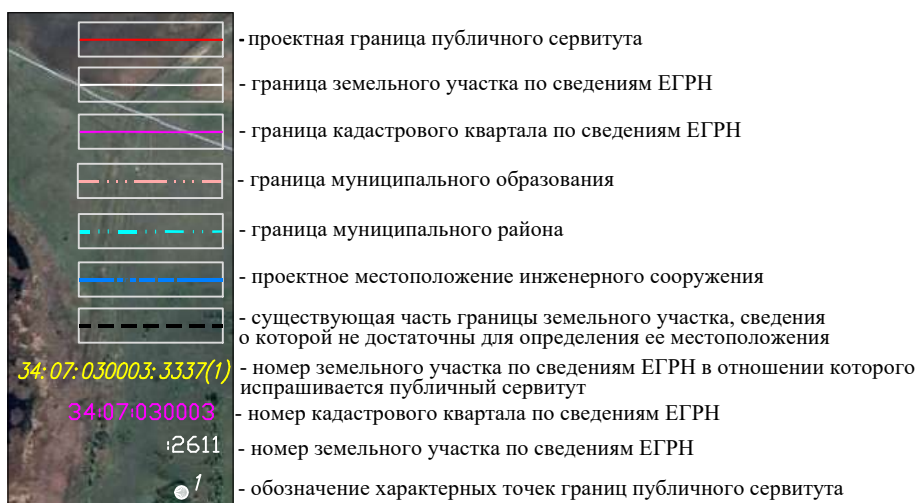 - проектная граница публичного сервитута
- граница земельного участка по сведениям ЕГРН
- граница кадастрового квартала по сведениям ЕГРН
- граница муниципального образования
- граница муниципального района
- проектное местоположение инженерного сооружения
- существующая часть границы земельного участка, сведения
о которой не достаточны для определения ее местоположения
34:07:030003:3337(1) - номер земельного участка по сведениям ЕГРН в отношении которого
испрашивается публичный сервитут
34:07:030003 - номер кадастрового квартала по сведениям ЕГРН
:2611 - номер земельного участка по сведениям ЕГРН
1 - обозначение характерных точек границ публичного сервитута